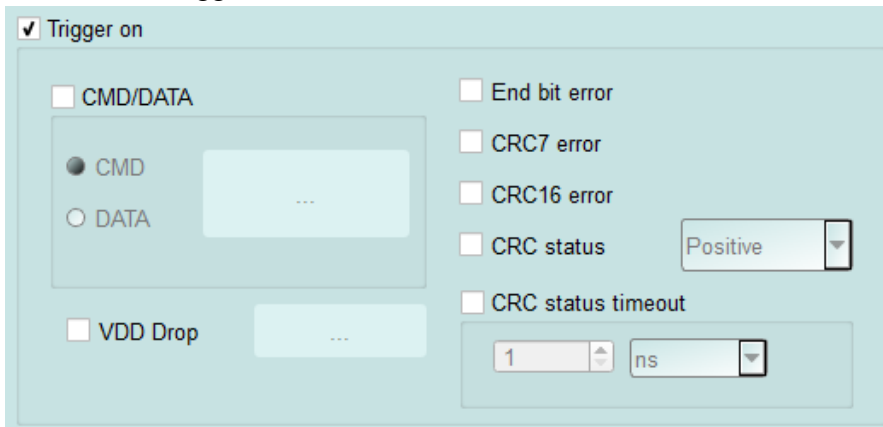 Trigger on
CMD/DATA
CMD
...
DATA
VDD Drop
...
End bit error
CRC7 error
CRC16 error
CRC status
Positive
CRC status timeout
1
ns